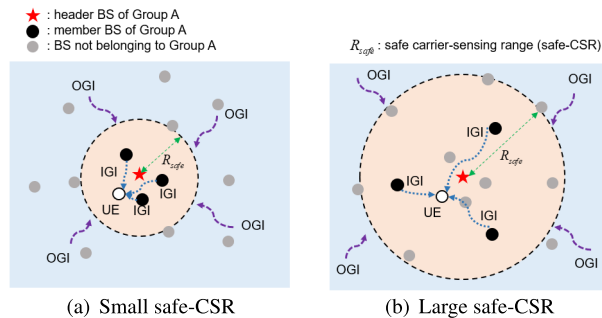 : header BS of Group A
: member BS of Group A
: BS not belonging to Group A
R_safe : safe carrier-sensing range (safe-CSR)
OGI
OGI
R_safe
IGI
IGI
IGI
UE
OGI
OGI
(a) Small safe-CSR
OGI
OGI
IGI
R_safe
IGI
UE
IGI
OGI
OGI
(b) Large safe-CSR